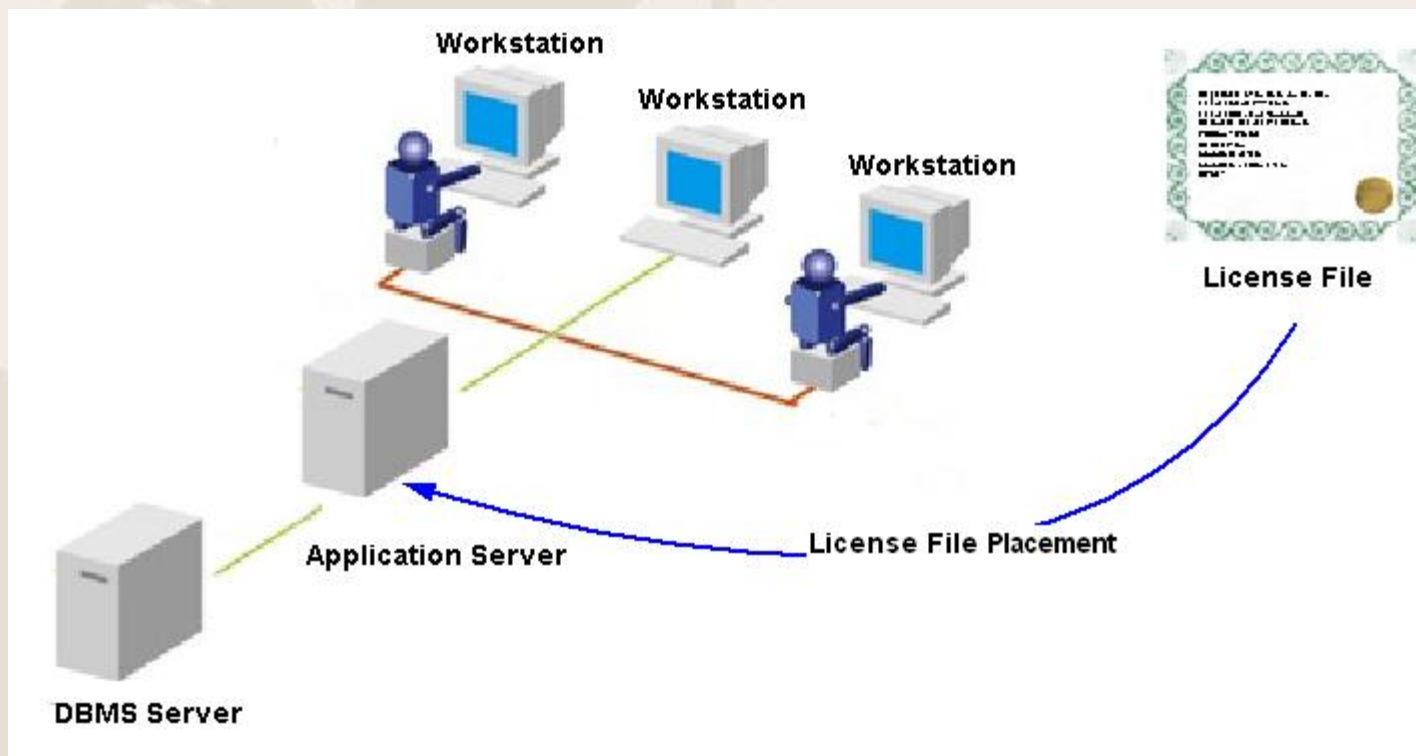 Workstation
Workstation
Workstation
License File
License File Placement
Application Server
DBMS Server